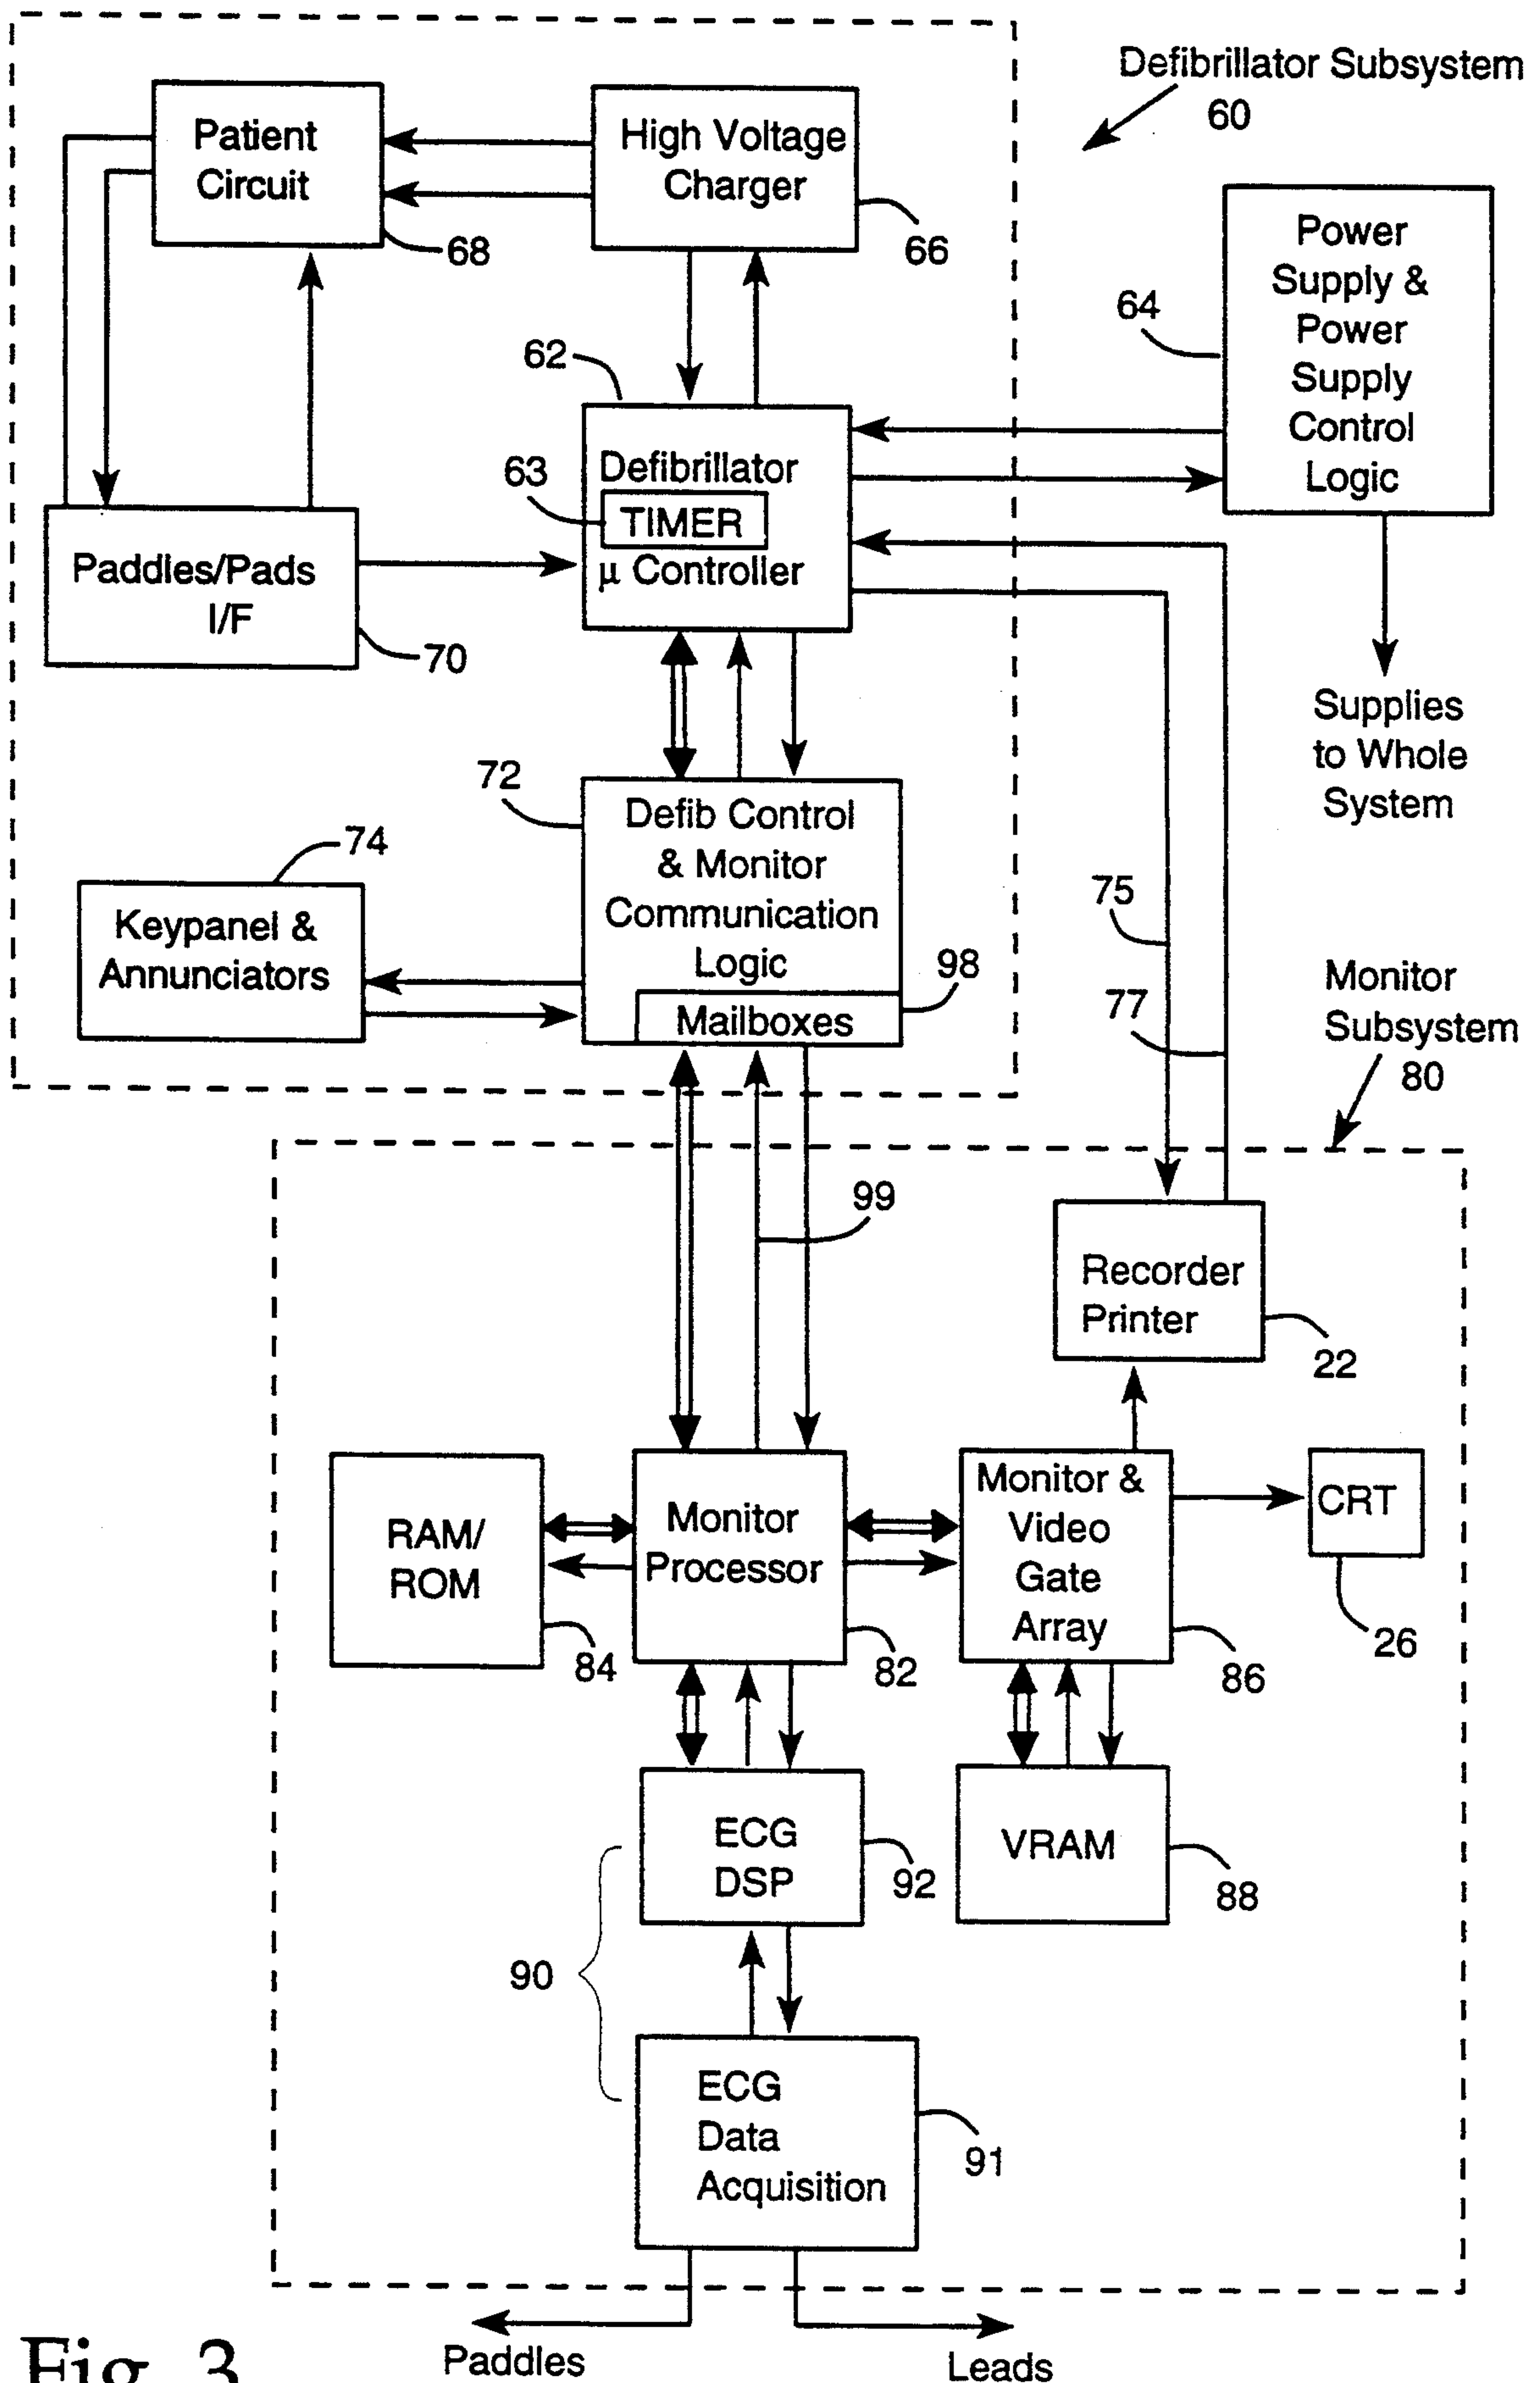 Defibrillator Subsystem
60
Patient
Circuit
68
High Voltage
Charger
66
Power
Supply &
Power
Supply
Control
Logic
64
Supplies
to Whole
System
62
Defibrillator
63
TIMER
μ Controller
Paddles/Pads
I/F
70
72
Defib Control
& Monitor
Communication
Logic
98
Mailboxes
74
Keypanel &
Annunciators
75
77
Monitor
Subsystem
80
99
Recorder
Printer
22
RAM/
ROM
84
Monitor
Processor
82
Monitor &
Video
Gate
Array
86
CRT
26
ECG
DSP
92
VRAM
88
90
ECG
Data
Acquisition
91
Paddles
Leads
Fig. 3